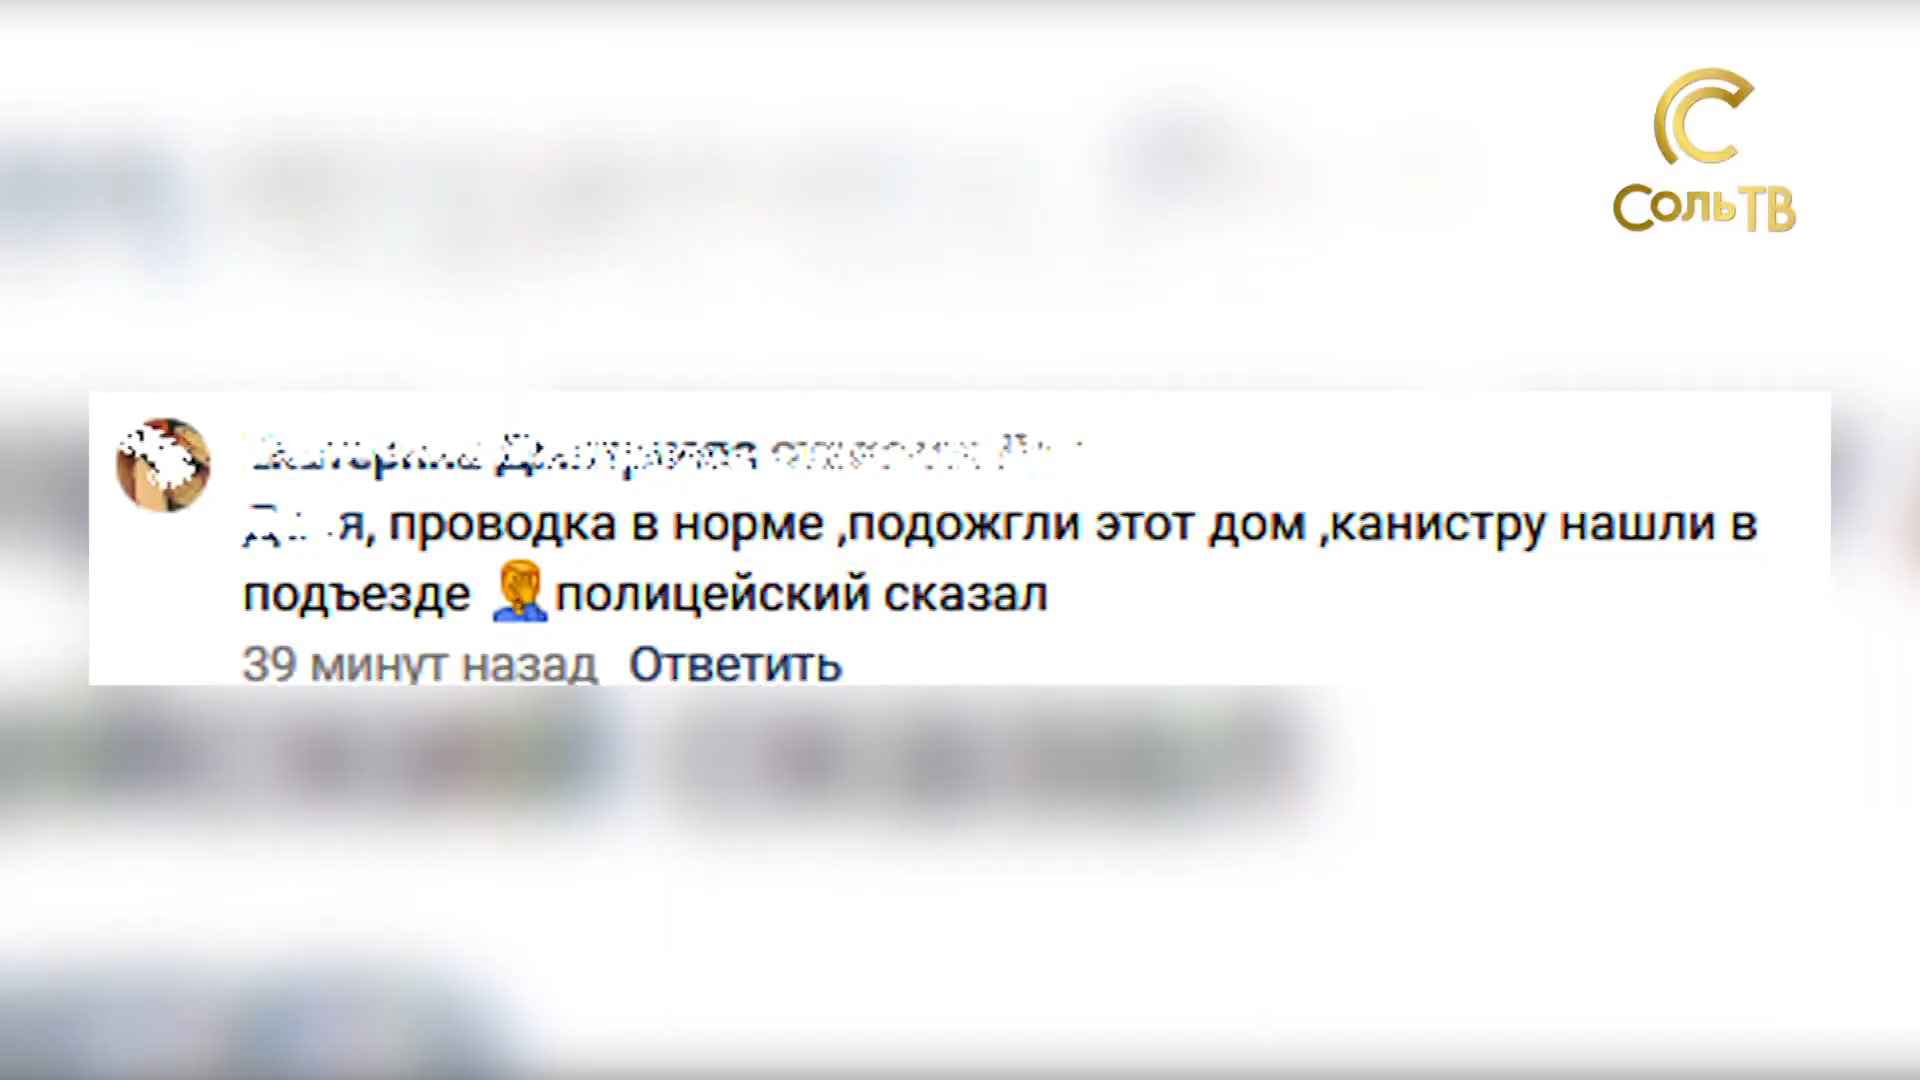 СольТВ
я, проводка в норме ,подожгли этот дом ,канистру нашли в
подъезде 🤦полицейский сказал
39 минут назад Ответить